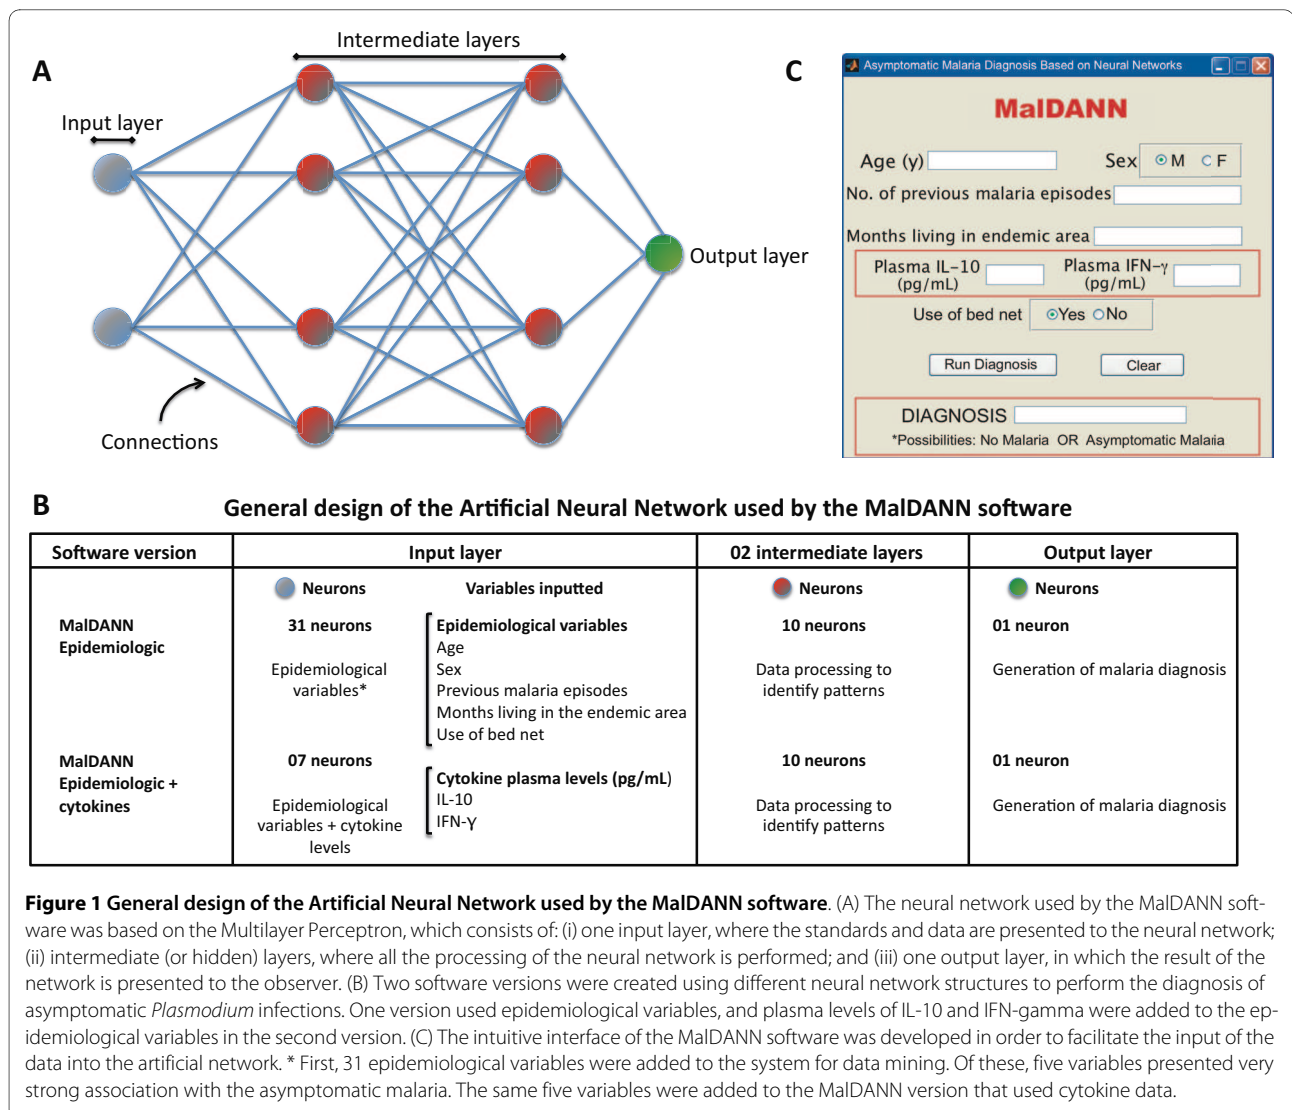 A
Intermediate layers
Input layer
Output layer
Connections
C
Asymptomatic Malaria Diagnosis Based on Neural Networks
MalDANN
Age (y)
Sex M F
No. of previous malaria episodes
Months living in endemic area
Plasma IL-10 (pg/mL)
Plasma IFN-γ (pg/mL)
Use of bed net Yes No
Run Diagnosis Clear
DIAGNOSIS
*Possibilities: No Malaria OR Asymptomatic Malaria
B
General design of the Artificial Neural Network used by the MalDANN software
Software version Input layer 02 intermediate layers Output layer
Neurons Variables inputted Neurons Neurons
MalDANN
Epidemiologic
31 neurons
Epidemiological
variables*
Epidemiological variables
Age
Sex
Previous malaria episodes
Months living in the endemic area
Use of bed net
10 neurons
Data processing to
identify patterns
01 neuron
Generation of malaria diagnosis
MalDANN
Epidemiologic +
cytokines
07 neurons
Epidemiological
variables + cytokine
levels
Cytokine plasma levels (pg/mL)
IL-10
IFN-γ
10 neurons
Data processing to
identify patterns
01 neuron
Generation of malaria diagnosis
Figure 1 General design of the Artificial Neural Network used by the MalDANN software. (A) The neural network used by the MalDANN soft-
ware was based on the Multilayer Perceptron, which consists of: (i) one input layer, where the standards and data are presented to the neural network;
(ii) intermediate (or hidden) layers, where all the processing of the neural network is performed; and (iii) one output layer, in which the result of the
network is presented to the observer. (B) Two software versions were created using different neural network structures to perform the diagnosis of
asymptomatic Plasmodium infections. One version used epidemiological variables, and plasma levels of IL-10 and IFN-gamma were added to the ep-
idemiological variables in the second version. (C) The intuitive interface of the MalDANN software was developed in order to facilitate the input of the
data into the artificial network. * First, 31 epidemiological variables were added to the system for data mining. Of these, five variables presented very
strong association with the asymptomatic malaria. The same five variables were added to the MalDANN version that used cytokine data.